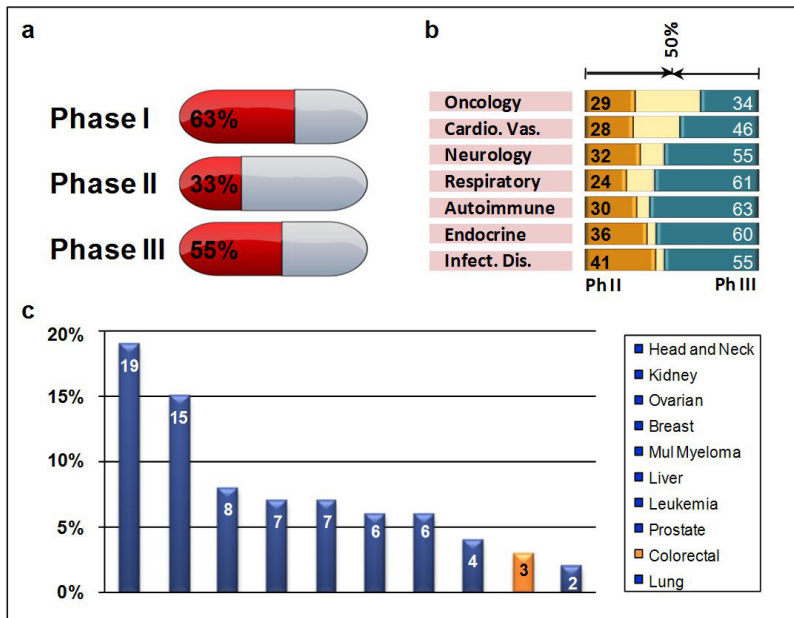 a
Phase I 63%
Phase II 33%
Phase III 55%
b
50%
Oncology 29 34
Cardio. Vas. 28 46
Neurology 32 55
Respiratory 24 61
Autoimmune 30 63
Endocrine 36 60
Infect. Dis. 41 55
Ph II Ph III
c
20%
15%
10%
5%
0%
19 15 8 7 7 6 6 4 3 2
Head and Neck
Kidney
Ovarian
Breast
Mul Myeloma
Liver
Leukemia
Prostate
Colorectal
Lung